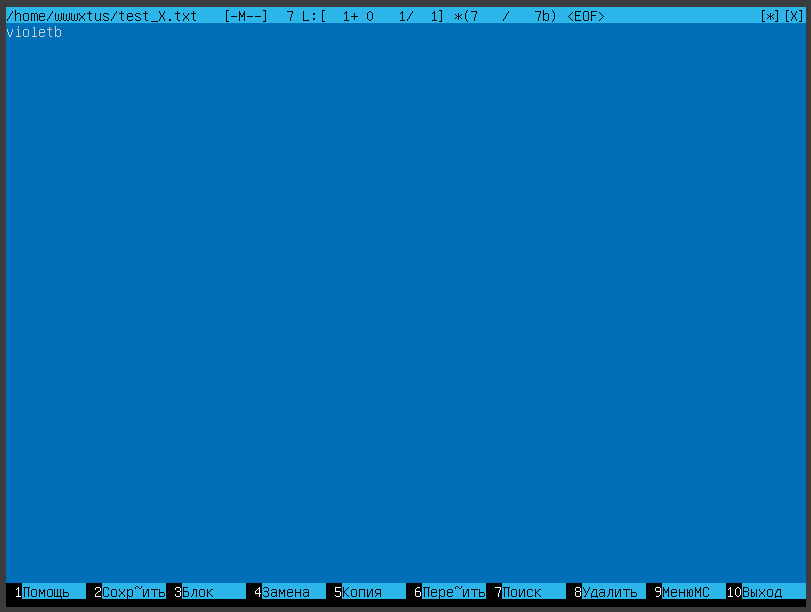 /home/wwwxtus/test_X.txt [-M--] 7 L:[ 1+ 0 1/ 1] *(7 / 7b) <EOF> [*][X]
violetb
1Помощь 2Сохр~ить 3Блок 4Замена 5Копия 6Пере~ить 7Поиск 8Удалить 9МенюMC 10Выход